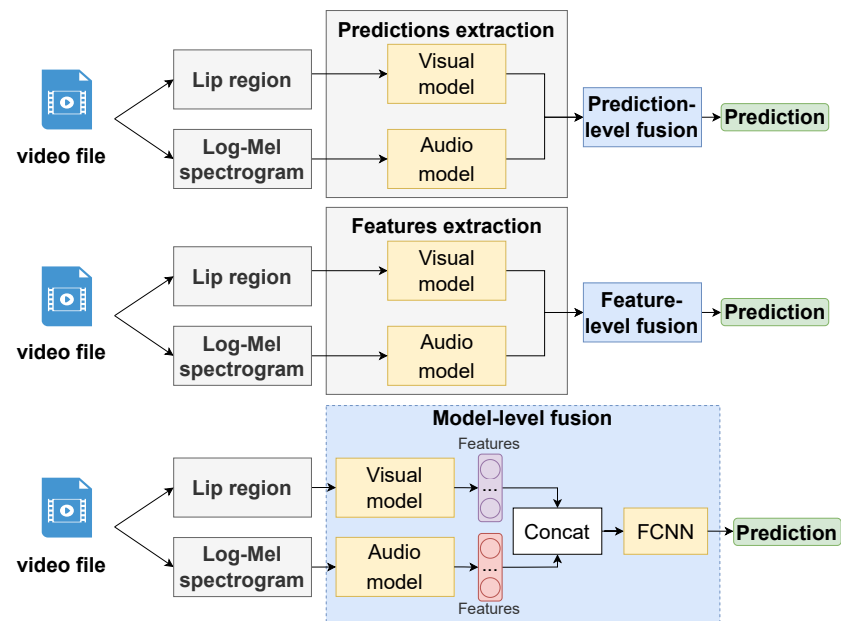 Predictions extraction
Lip region
Visual
model
video file
Log-Mel
spectrogram
Audio
model
Prediction-
level fusion
Prediction
Features extraction
Lip region
Visual
model
video file
Log-Mel
spectrogram
Audio
model
Feature-
level fusion
Prediction
Model-level fusion
Features
Lip region
Visual
model
...
video file
Log-Mel
spectrogram
Audio
model
...
Features
Concat
FCNN
Prediction